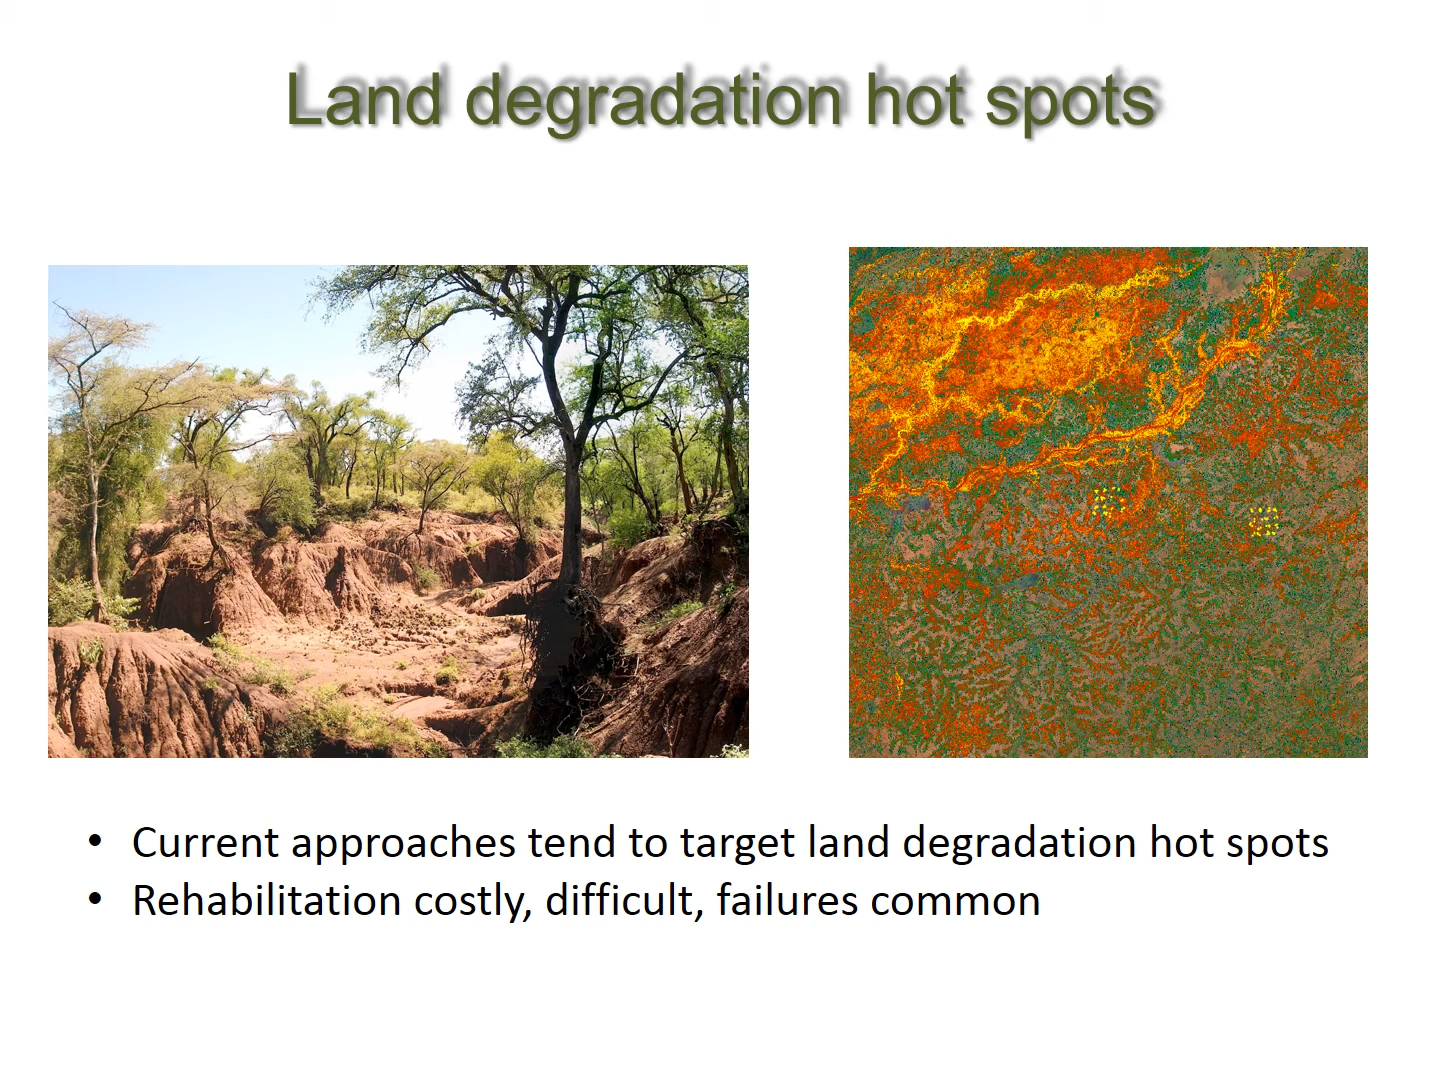 Land degradation hot spots
• Current approaches tend to target land degradation hot spots
• Rehabilitation costly, difficult, failures common